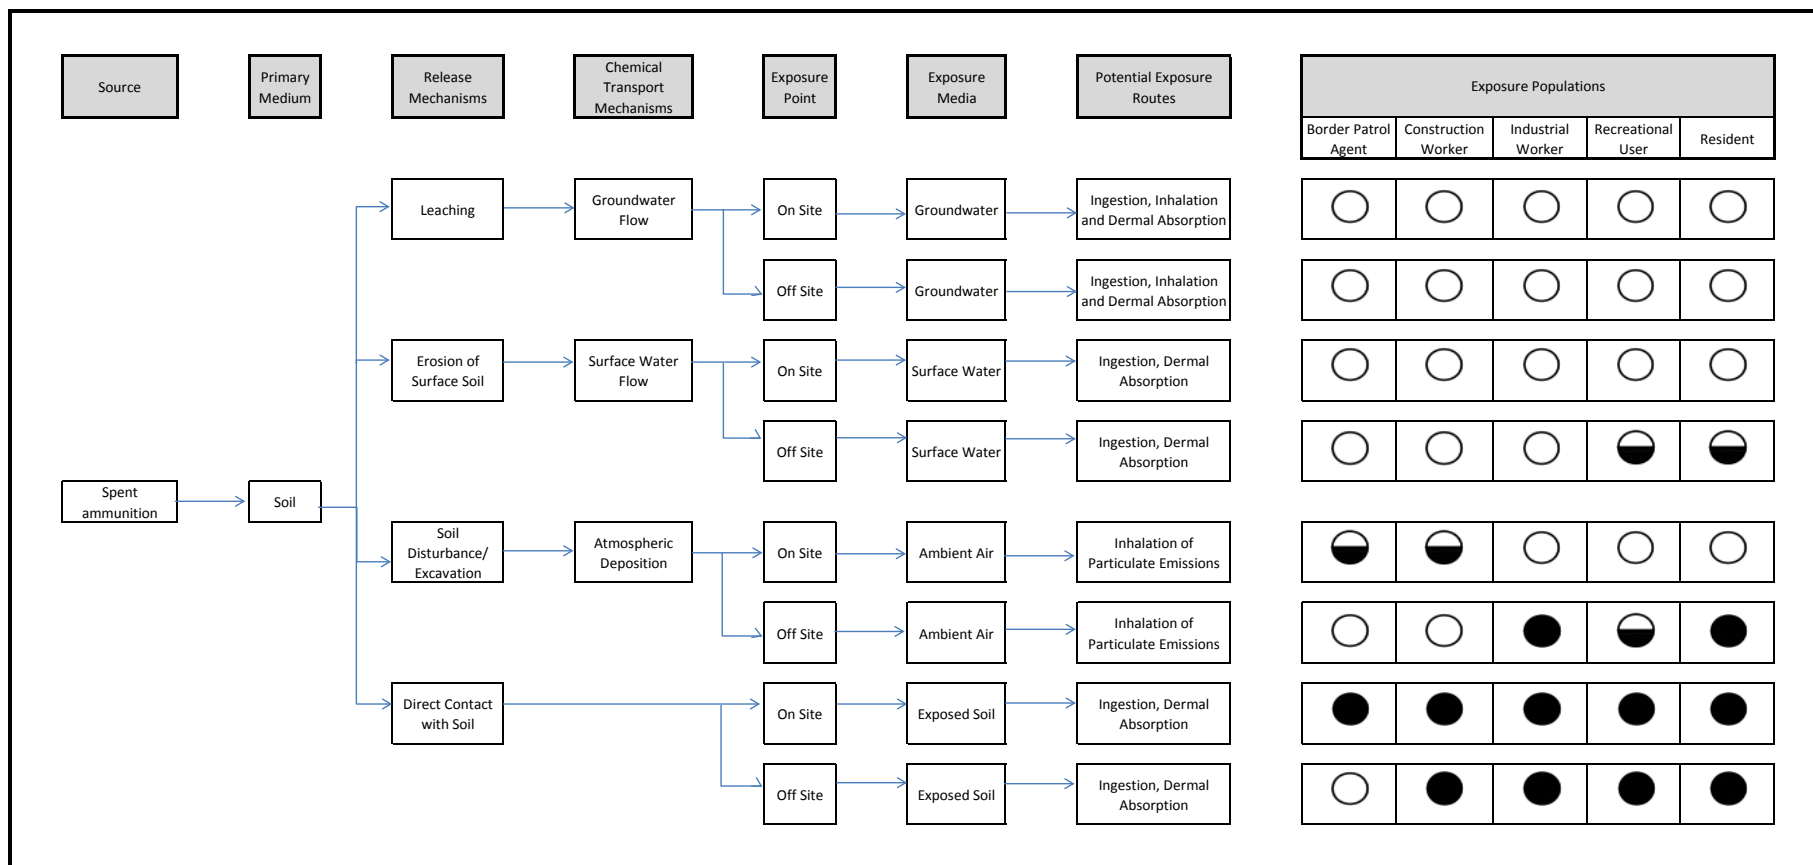 Source
Primary
Medium
Release
Mechanisms
Chemical
Transport
Mechanisms
Exposure
Point
Exposure
Media
Potential Exposure
Routes
Exposure Populations
Border Patrol
Agent
Construction
Worker
Industrial
Worker
Recreational
User
Resident
Leaching
Groundwater
Flow
On Site
Groundwater
Ingestion, Inhalation
and Dermal Absorption
Off Site
Groundwater
Ingestion, Inhalation
and Dermal Absorption
Erosion of
Surface Soil
Surface Water
Flow
On Site
Surface Water
Ingestion, Dermal
Absorption
Off Site
Surface Water
Ingestion, Dermal
Absorption
Spent
ammunition
Soil
Soil
Disturbance/
Excavation
Atmospheric
Deposition
On Site
Ambient Air
Inhalation of
Particulate Emissions
Off Site
Ambient Air
Inhalation of
Particulate Emissions
Direct Contact
with Soil
On Site
Exposed Soil
Ingestion, Dermal
Absorption
Off Site
Exposed Soil
Ingestion, Dermal
Absorption